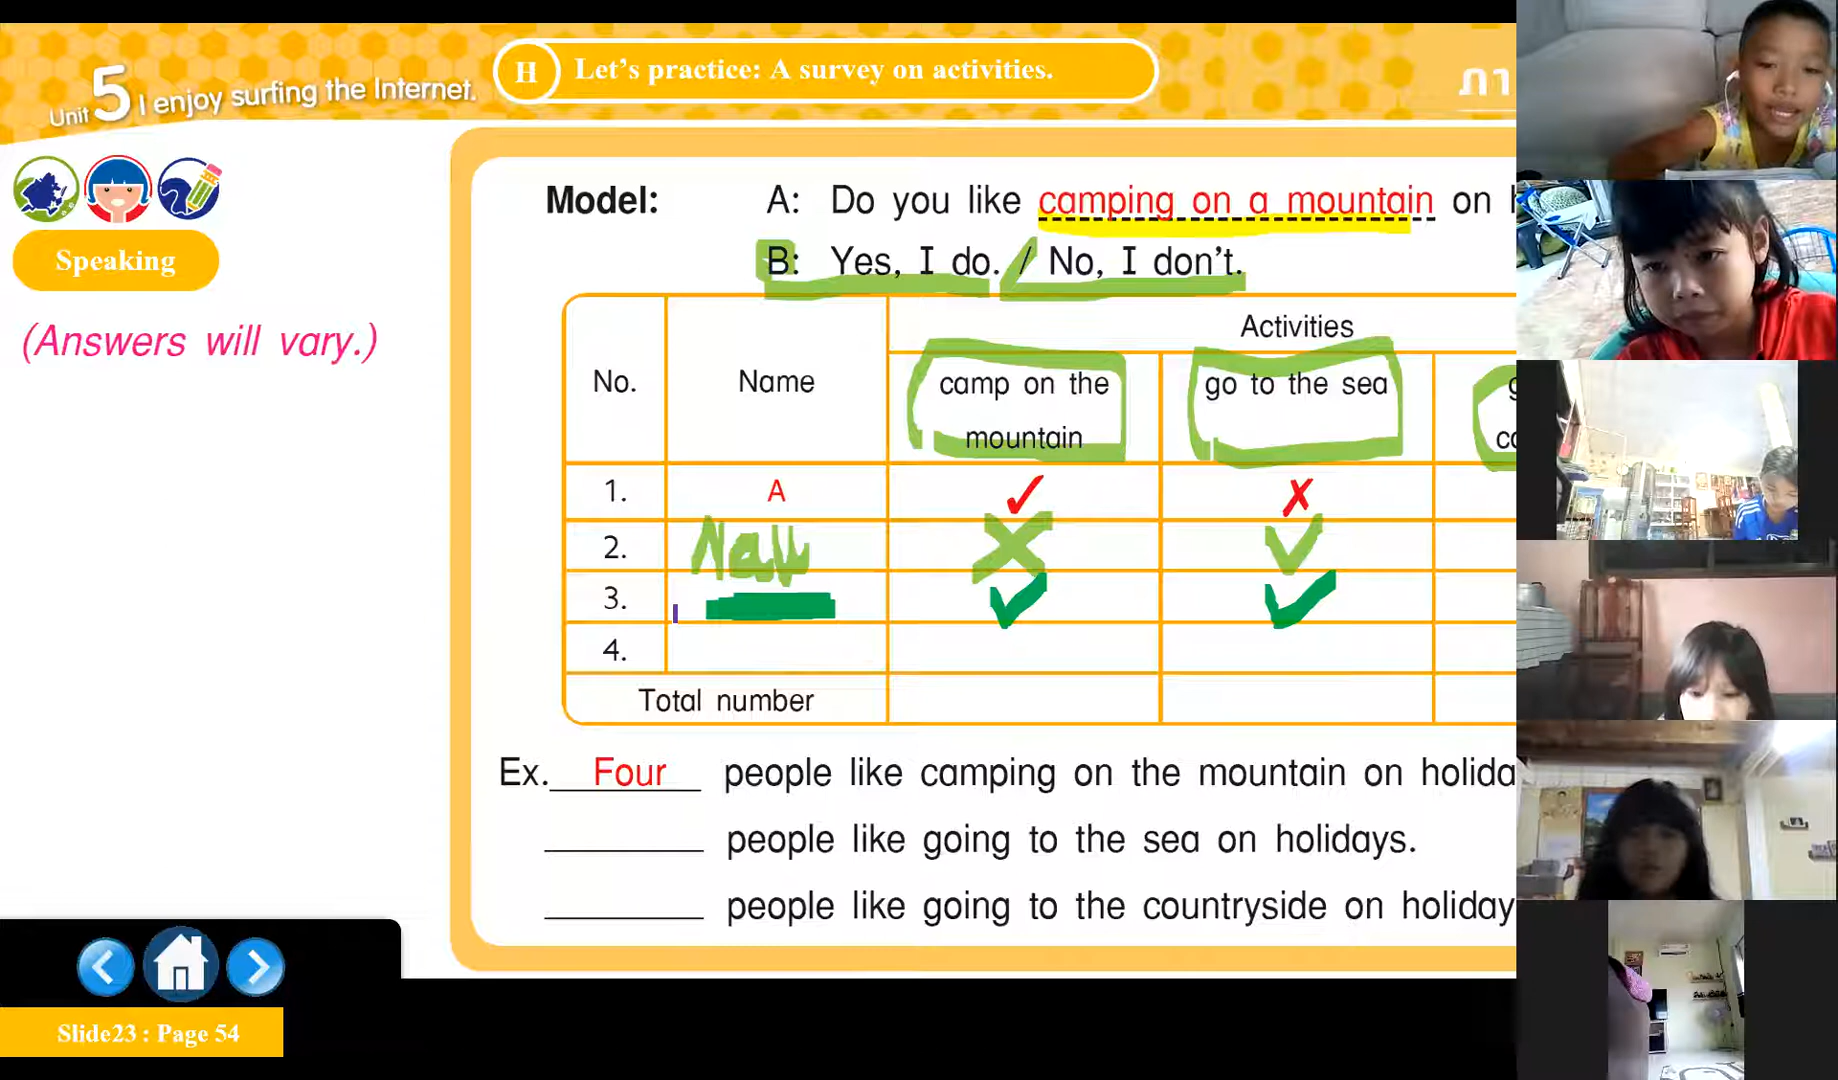 Unit 5 I enjoy surfing the Internet.
H Let's practice: A survey on activities.
ภา
Speaking
(Answers will vary.)
Model: A: Do you like camping on a mountain on
B: Yes, I do. / No, I don't.
No. Name Activities
camp on the mountain
go to the sea
1. A ✓ ✗
2. ✗ ✓
3. ✓ ✓
4.
Total number
Ex. Four people like camping on the mountain on holida
people like going to the sea on holidays.
people like going to the countryside on holiday
Slide23 : Page 54